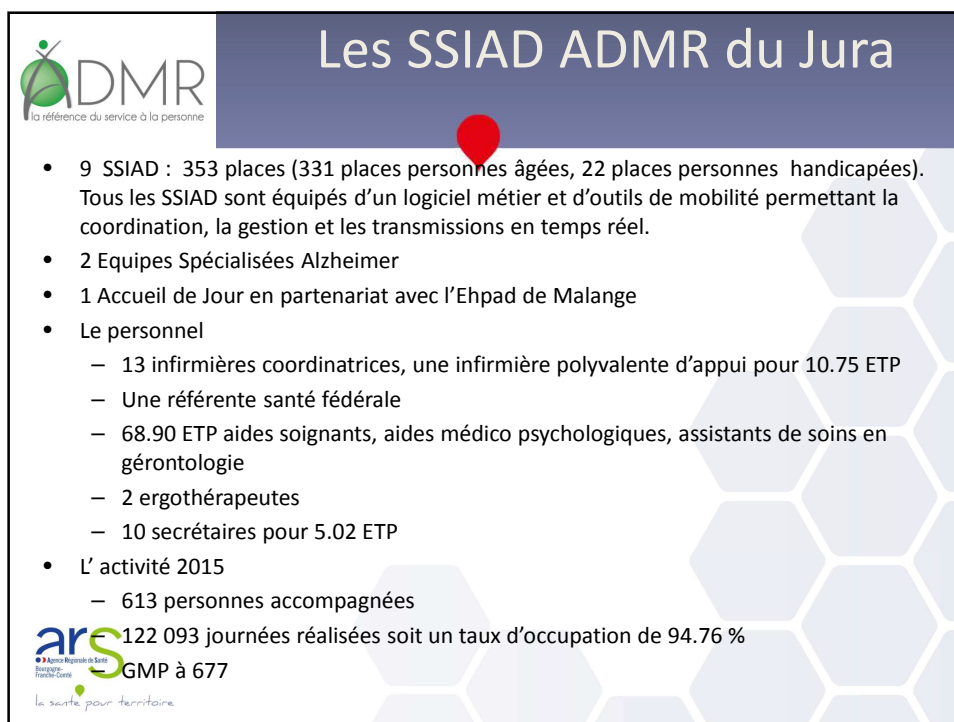 Les SSIAD ADMR du Jura
ADMR
la référence du service à la personne
• 9 SSIAD : 353 places (331 places personnes âgées, 22 places personnes handicapées).
Tous les SSIAD sont équipés d'un logiciel métier et d'outils de mobilité permettant la
coordination, la gestion et les transmissions en temps réel.
• 2 Equipes Spécialisées Alzheimer
• 1 Accueil de Jour en partenariat avec l'Ehpad de Malange
• Le personnel
– 13 infirmières coordinatrices, une infirmière polyvalente d'appui pour 10.75 ETP
– Une référente santé fédérale
– 68.90 ETP aides soignants, aides médico psychologiques, assistants de soins en
gérontologie
– 2 ergothérapeutes
– 10 secrétaires pour 5.02 ETP
• L' activité 2015
– 613 personnes accompagnées
– 122 093 journées réalisées soit un taux d'occupation de 94.76 %
– GMP à 677
ars
Agence Régionale de Santé
Bourgogne-
Franche-Comté
la santé pour territoire